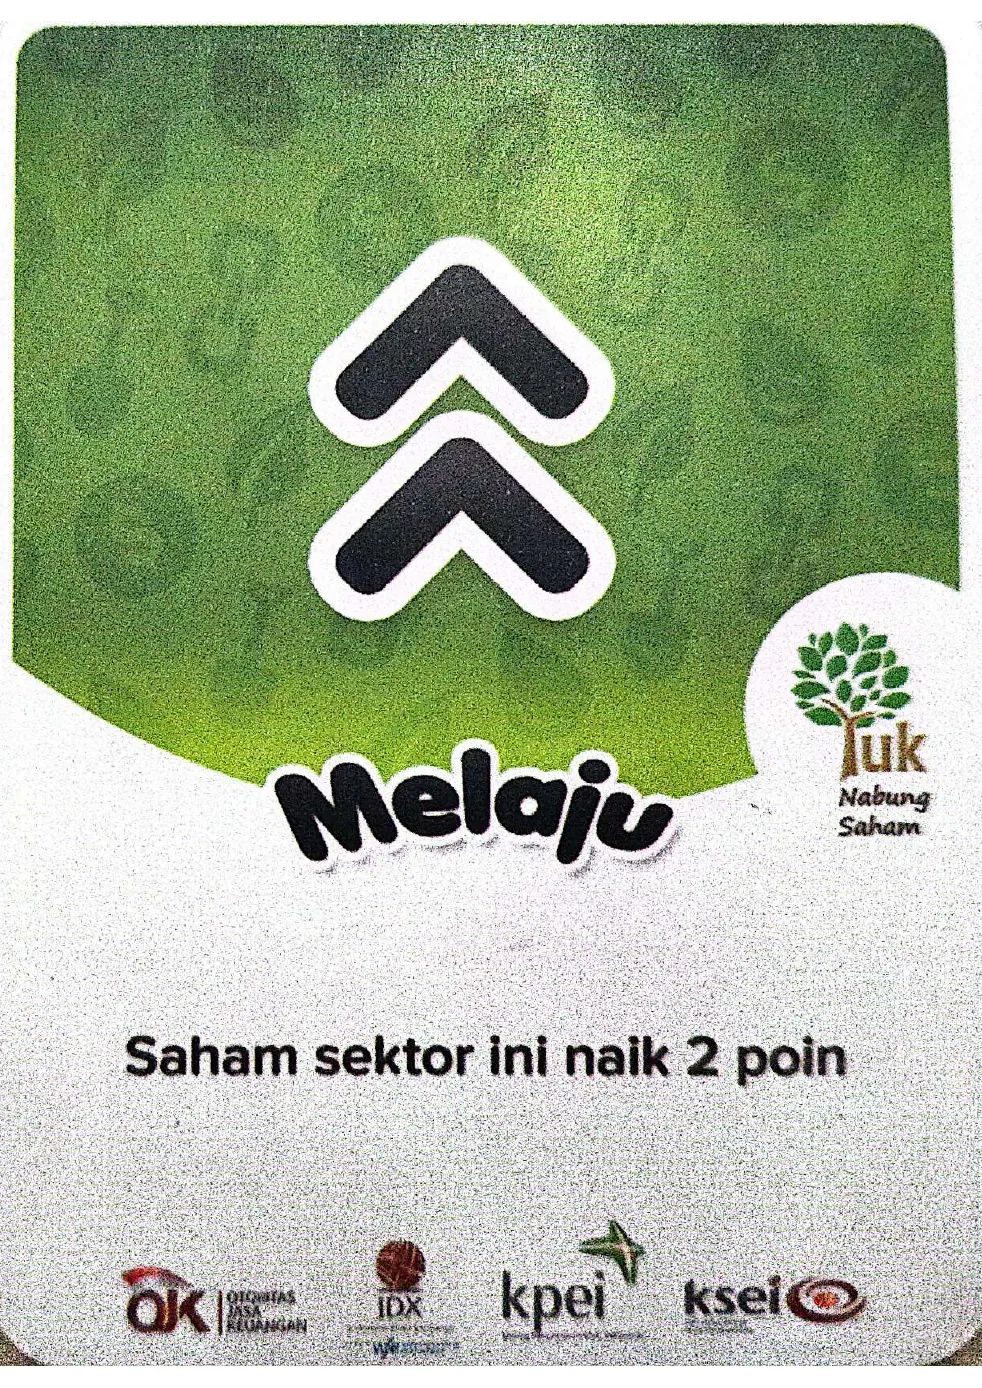 Yuk
Nabung
Saham
Melaju
Saham sektor ini naik 2 poin
OJK
OTORITAS
JASA
KEUANGAN
IDX
kpei
ksei